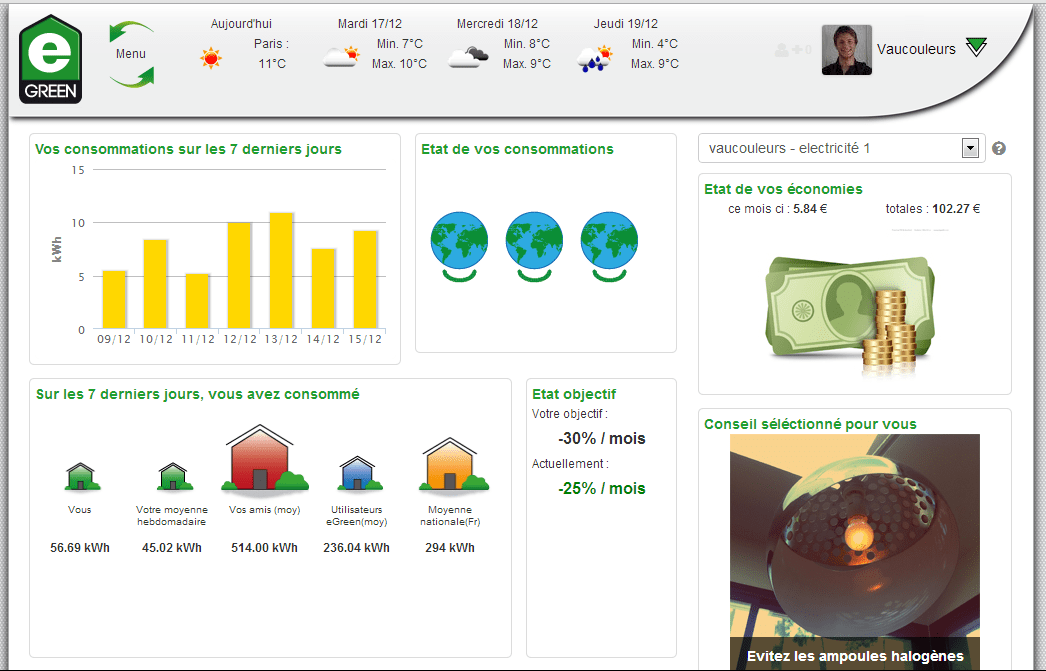 e
GREEN
Menu
Aujourd'hui
Paris :
11°C
Mardi 17/12
Min. 7°C
Max. 10°C
Mercredi 18/12
Min. 8°C
Max. 9°C
Jeudi 19/12
Min. 4°C
Max. 9°C
+0
Vaucouleurs
Vos consommations sur les 7 derniers jours
kWh
15
10
5
0
09/12 10/12 11/12 12/12 13/12 14/12 15/12
Etat de vos consommations
vaucouleurs - electricité 1
?
Etat de vos économies
ce mois ci : 5.84 € totales : 102.27 €
Sur les 7 derniers jours, vous avez consommé
Vous
56.69 kWh
Votre moyenne
hebdomadaire
45.02 kWh
Vos amis (moy)
514.00 kWh
Utilisateurs
eGreen(moy)
236.04 kWh
Moyenne
nationale(Fr)
294 kWh
Etat objectif
Votre objectif :
-30% / mois
Actuellement :
-25% / mois
Conseil séléctionné pour vous
Evitez les ampoules halogènes